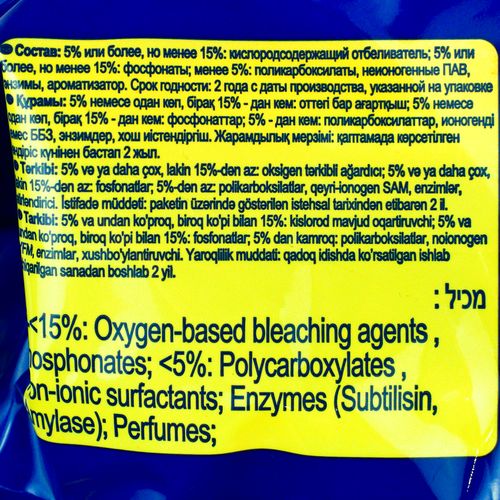 Состав: 5% или более, но менее 15%: кислородсодержащий отбеливатель; 5% или
более, но менее 15%: фосфонаты; менее 5%: поликарбоксилаты, неионогенные ПАВ,
энзимы, ароматизатор. Срок годности: 2 года с даты производства, указанной на упаковке
Құрамы: 5% немесе одан көп, бірақ 15% - дан кем: оттегі бар ағартқыш; 5% немесе
одан көп, бірақ 15% - дан кем: фосфонаттар; 5% - дан кем: поликарбоксилаттар, ионогенді
емес ББЗ, энзимдер, хош иістендіргіш. Жарамдылық мерзімі: қаптамада көрсетілген
өндіріс күнінен бастап 2 жыл.
Tərkibi: 5% və ya daha çox, lakin 15%-dən az: oksigen tərkibli ağardıcı; 5% və ya daha çox,
lakin 15%-dən az: fosfonatlar; 5%-dən az: polikarboksilatlar, qeyri-ionogen SAM, enzimlər,
ətirləndirici. İstifadə müddəti: paketin üzərində göstərilən istehsal tarixindən etibarən 2 il.
Tarkibi: 5% va undan ko'proq, biroq ko'pi bilan 15%: kislorod mavjud oqartiruvchi; 5% va
undan ko'proq, biroq ko'pi bilan 15%: fosfonatlar; 5% dan kamroq: polikarboksilatlar, noionogen
YFM, enzimlar, xushbo'ylantiruvchi. Yaroqlilik muddati: qadoq idishda ko'rsatilgan ishlab
chiqarilgan sanadan boshlab 2 yil.
מכיל :
<15%: Oxygen-based bleaching agents ,
phosphonates; <5%: Polycarboxylates ,
non-ionic surfactants; Enzymes (Subtilisin,
Amylase); Perfumes;